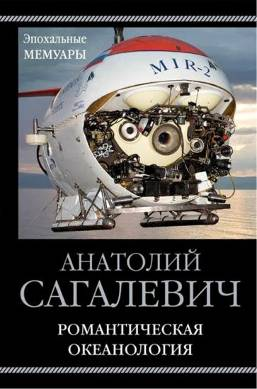 Эпохальные
МЕМУАРЫ
MIR-2
АНАТОЛИЙ
САГАЛЕВИЧ
РОМАНТИЧЕСКАЯ
ОКЕАНОЛОГИЯ